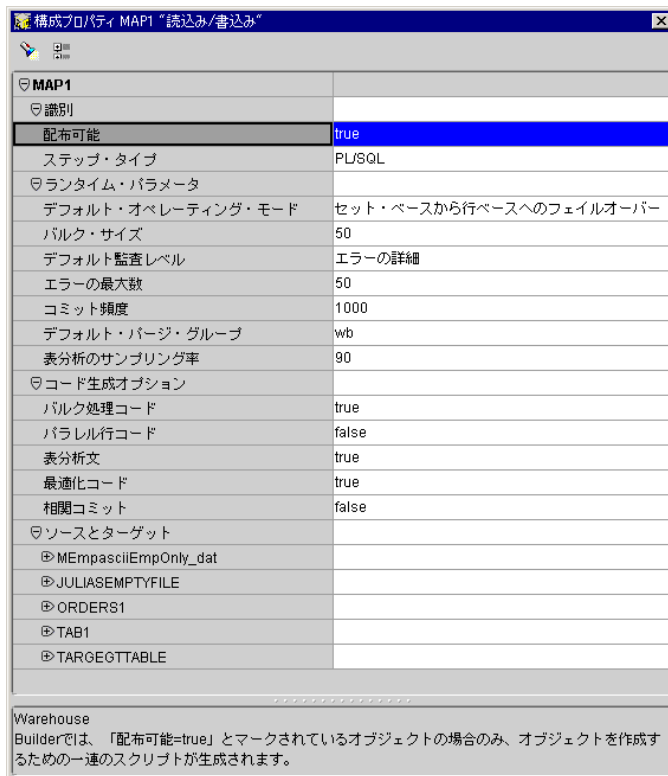 構成プロパティ MAP1 "読込み/書込み"
MAP1
識別
配布可能 true
ステップ・タイプ PL/SQL
ランタイム・パラメータ
デフォルト・オペレーティング・モード セット・ベースから行ベースへのフェイルオーバー
バルク・サイズ 50
デフォルト監査レベル エラーの詳細
エラーの最大数 50
コミット頻度 1000
デフォルト・パージ・グループ wb
表分析のサンプリング率 90
コード生成オプション
バルク処理コード true
パラレル行コード false
表分析文 true
最適化コード true
相関コミット false
ソースとターゲット
MEmpasciiEmpOnly_dat
JULIASEMPTYFILE
ORDERS1
TAB1
TARGEGTTABLE
Warehouse
Builderでは、「配布可能=true」とマークされているオブジェクトの場合のみ、オブジェクトを作成す
るための一連のスクリプトが生成されます。